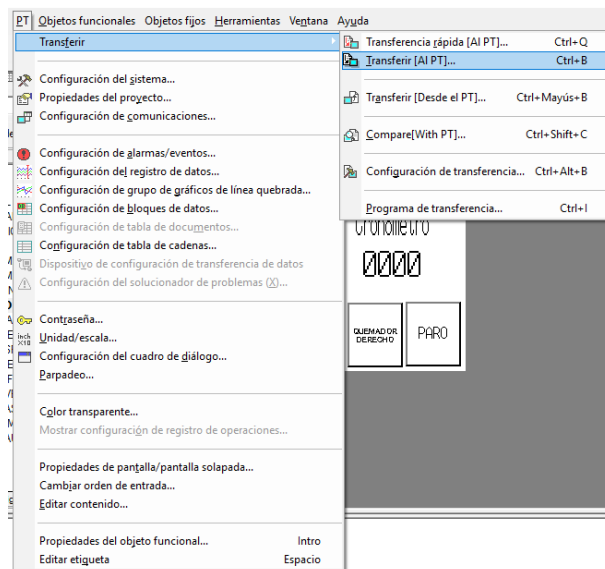 PT Objetos funcionales Objetos fijos Herramientas Ventana Ayuda
Transferir
Transferencia rápida [Al PT]... Ctrl+Q
Transferir [Al PT]... Ctrl+B
Transferir [Desde el PT]... Ctrl+Mayús+B
Compare[With PT]... Ctrl+Shift+C
Configuración de transferencia... Ctrl+Alt+B
Programa de transferencia... Ctrl+I
Configuración del sistema...
Propiedades del proyecto...
Configuración de comunicaciones...
Configuración de alarmas/eventos...
Configuración del registro de datos...
Configuración de grupo de gráficos de línea quebrada...
Configuración de bloques de datos...
Configuración de tabla de documentos...
Configuración de tabla de cadenas...
Dispositivo de configuración de transferencia de datos
Configuración del solucionador de problemas (X)...
Contraseña...
Unidad/escala...
Configuración del cuadro de diálogo...
Parpadeo...
Color transparente...
Mostrar configuración de registro de operaciones...
Propiedades de pantalla/pantalla solapada...
Cambiar orden de entrada...
Editar contenido...
Propiedades del objeto funcional... Intro
Editar etiqueta Espacio
Cronometro
0000
QUEMADOR
DERECHO
PARO
inch
X10